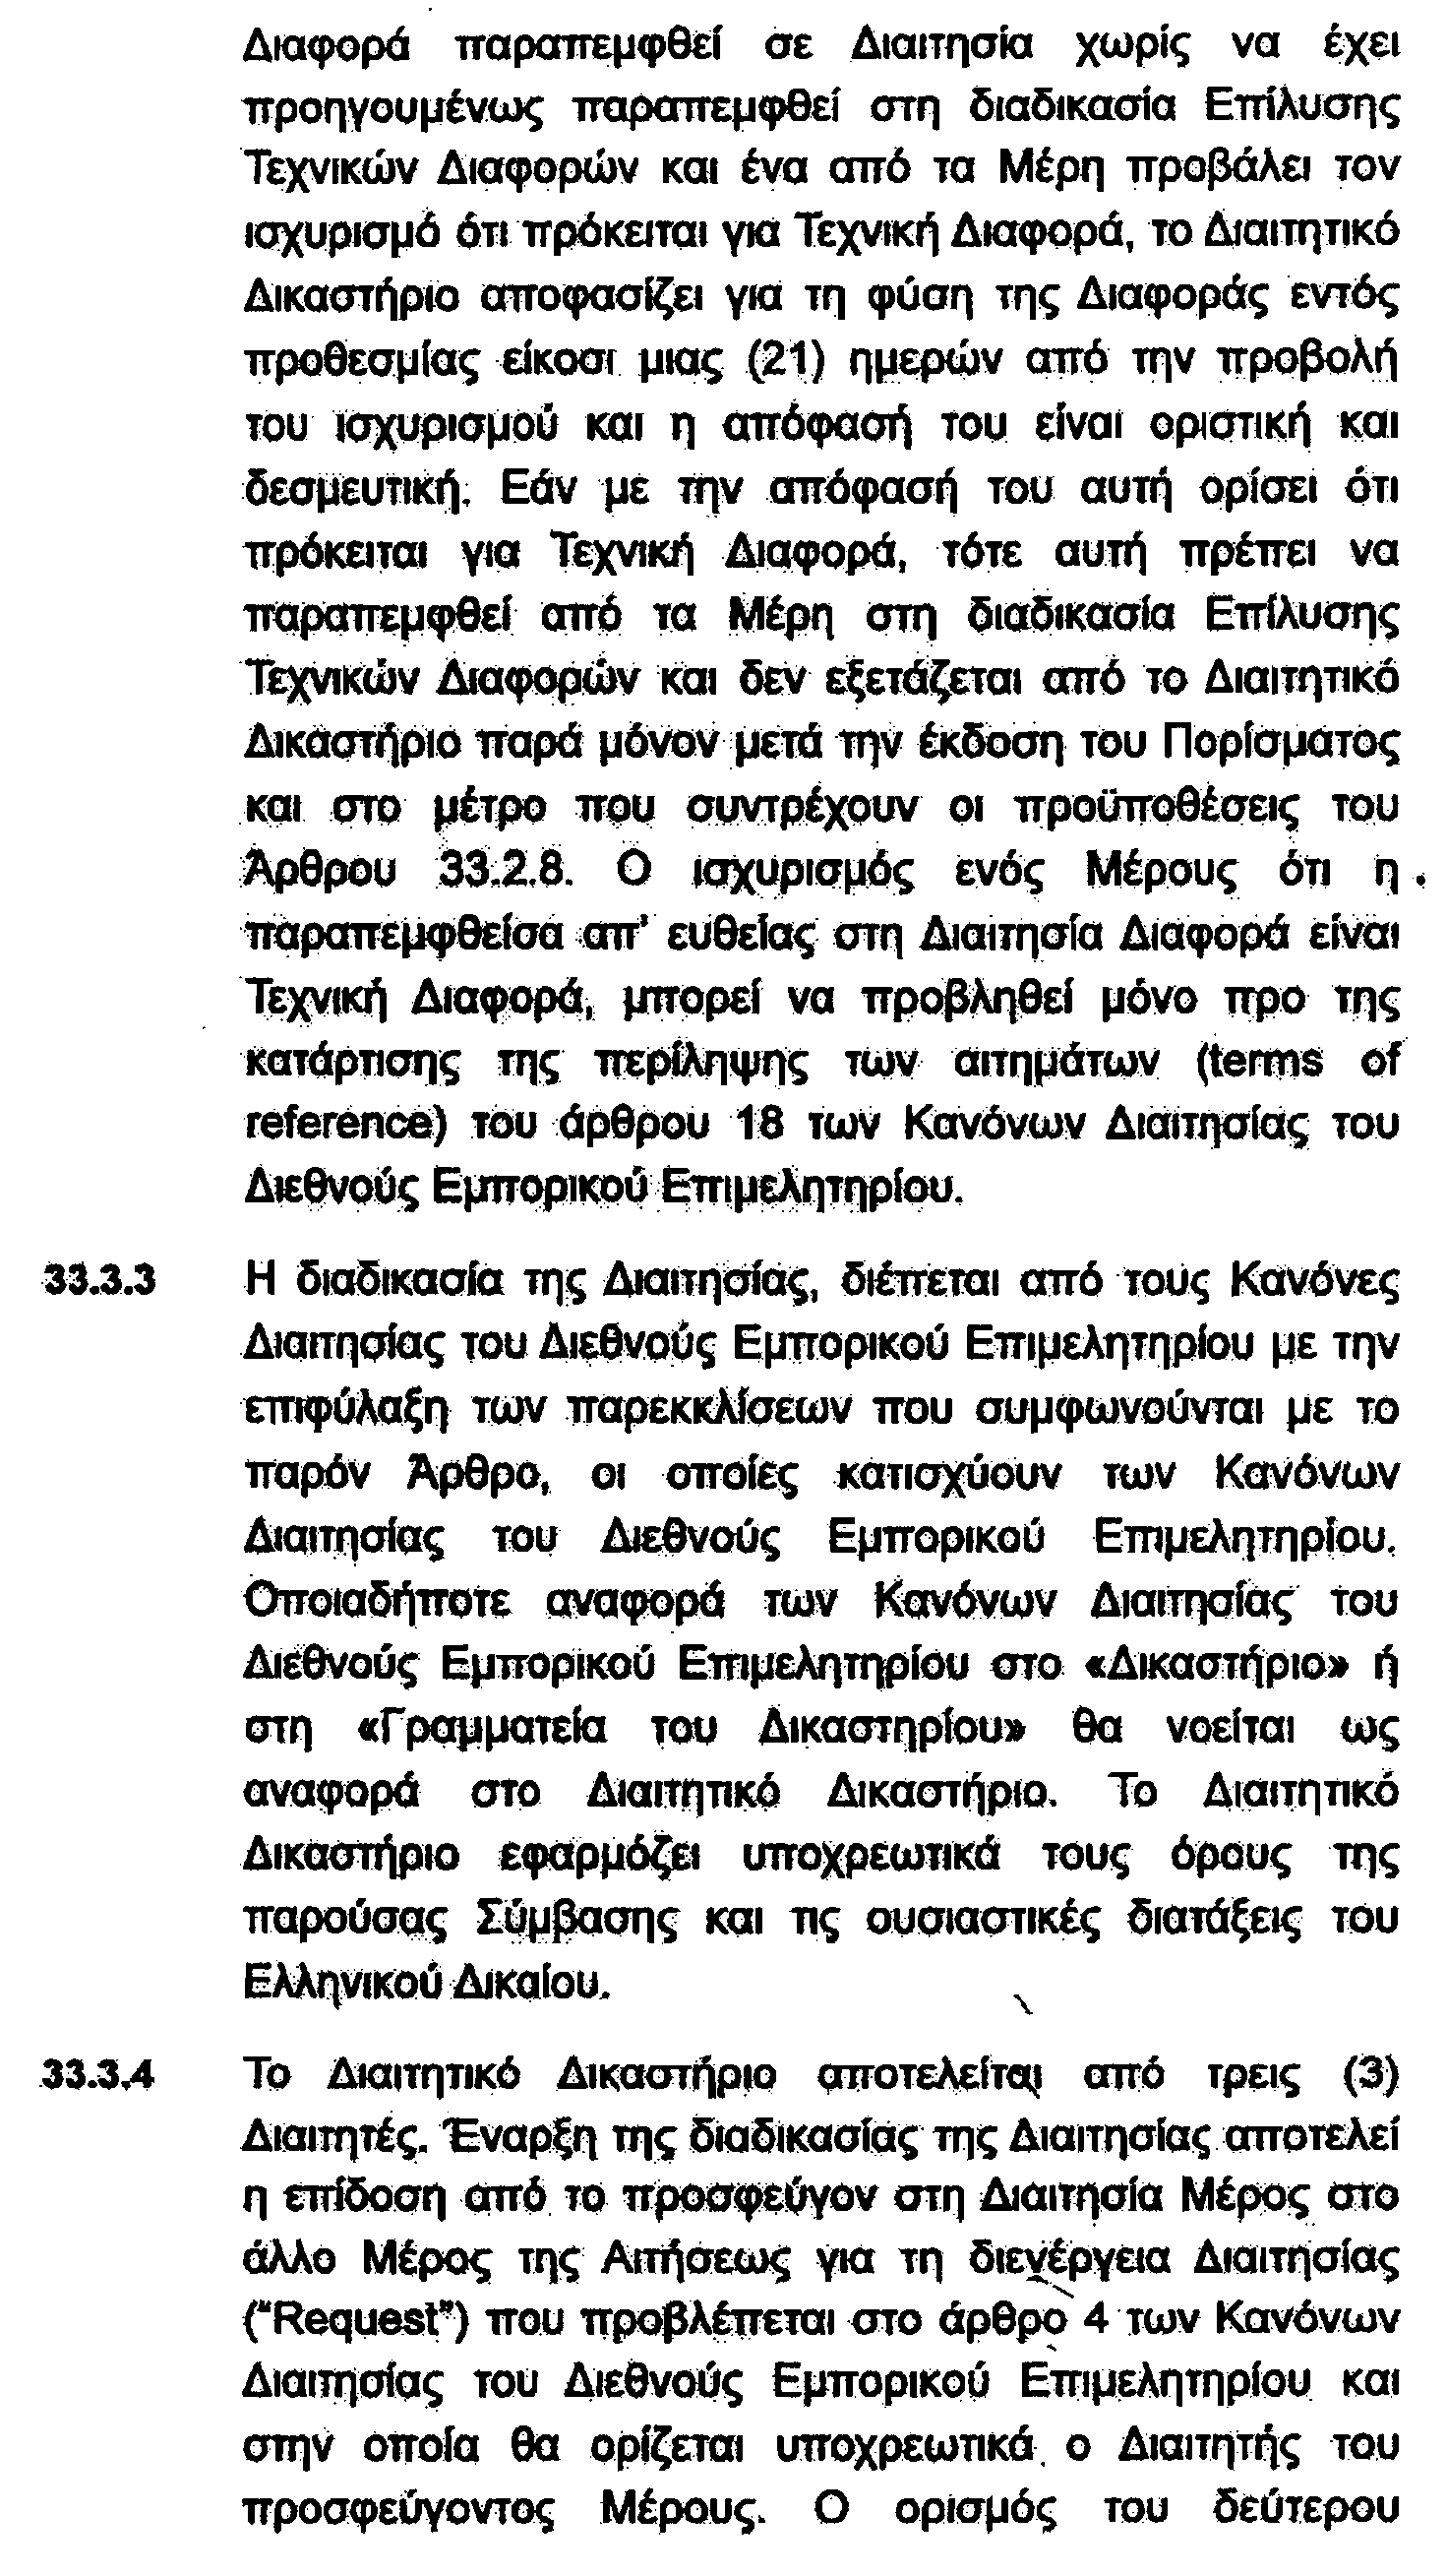 Διαφορά παραπεμφθεί σε Διαιτησία χωρίς να έχει
προηγουμένως παραπεμφθεί στη διαδικασία Επίλυσης
Τεχνικών Διαφορών και ένα από τα Μέρη προβάλει τον
ισχυρισμό ότι πρόκειται για Τεχνική Διαφορά, το Διαιτητικό
Δικαστήριο αποφασίζει για τη φύση της Διαφοράς εντός
προθεσμίας είκοσι μιας (21) ημερών από την προβολή
του ισχυρισμού και η απόφασή του είναι οριστική και
δεσμευτική. Εάν με την απόφασή του αυτή ορίσει ότι
πρόκειται για Τεχνική Διαφορά, τότε αυτή πρέπει να
παραπεμφθεί από τα Μέρη στη διαδικασία Επίλυσης
Τεχνικών Διαφορών και δεν εξετάζεται από το Διαιτητικό
Δικαστήριο παρά μόνον μετά την έκδοση του Πορίσματος
και στο μέτρο που συντρέχουν οι προϋποθέσεις του
Άρθρου 33.2.8. Ο ισχυρισμός ενός Μέρους ότι η
παραπεμφθείσα απ' ευθείας στη Διαιτησία Διαφορά είναι
Τεχνική Διαφορά, μπορεί να προβληθεί μόνο προ της
κατάρτισης της περίληψης των αιτημάτων (terms of
reference) του άρθρου 18 των Κανόνων Διαιτησίας του
Διεθνούς Εμπορικού Επιμελητηρίου.
33.3.3 Η διαδικασία της Διαιτησίας, διέπεται από τους Κανόνες
Διαιτησίας του Διεθνούς Εμπορικού Επιμελητηρίου με την
επιφύλαξη των παρεκκλίσεων που συμφωνούνται με το
παρόν Άρθρο, οι οποίες κατισχύουν των Κανόνων
Διαιτησίας του Διεθνούς Εμπορικού Επιμελητηρίου.
Οποιαδήποτε αναφορά των Κανόνων Διαιτησίας του
Διεθνούς Εμπορικού Επιμελητηρίου στο «Δικαστήριο» ή
στη «Γραμματεία του Δικαστηρίου» θα νοείται ως
αναφορά στο Διαιτητικό Δικαστήριο. Το Διαιτητικό
Δικαστήριο εφαρμόζει υποχρεωτικά τους όρους της
παρούσας Σύμβασης και τις ουσιαστικές διατάξεις του
Ελληνικού Δικαίου.
33.3.4 Το Διαιτητικό Δικαστήριο αποτελείται από τρεις (3)
Διαιτητές. Έναρξη της διαδικασίας της Διαιτησίας αποτελεί
η επίδοση από το προσφεύγον στη Διαιτησία Μέρος στο
άλλο Μέρος της Αιτήσεως για τη διενέργεια Διαιτησίας
("Request") που προβλέπεται στο άρθρο 4 των Κανόνων
Διαιτησίας του Διεθνούς Εμπορικού Επιμελητηρίου και
στην οποία θα ορίζεται υποχρεωτικά ο Διαιτητής του
προσφεύγοντος Μέρους. Ο ορισμός του δεύτερου